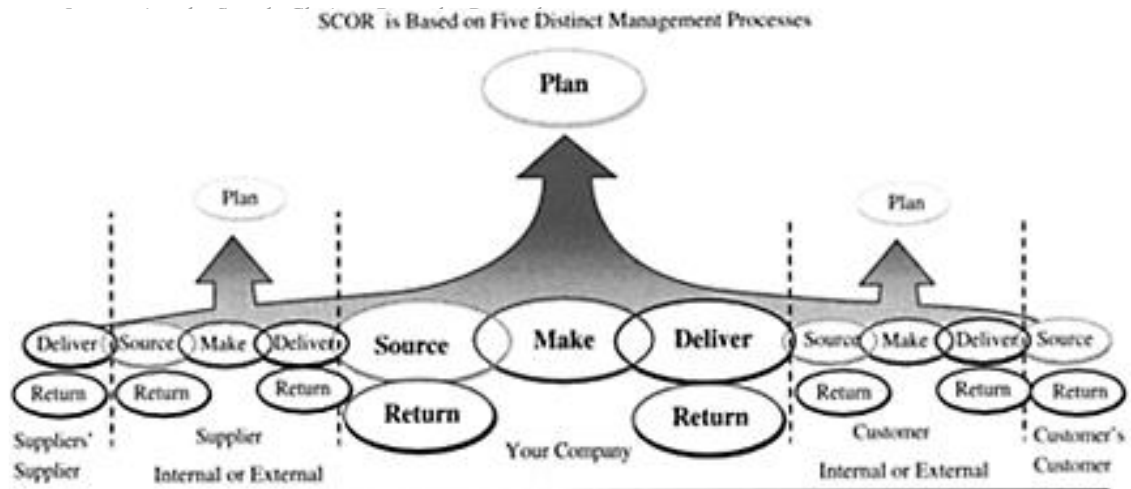 SCOR is Based on Five Distinct Management Processes
Plan
Plan
Plan
Deliver Source Make Deliver Source Make Deliver Source Make Deliver Source
Return Return Return Return Return Return Return Return
Suppliers' Supplier Customer Customer's
Supplier Internal or External Your Company Internal or External Customer